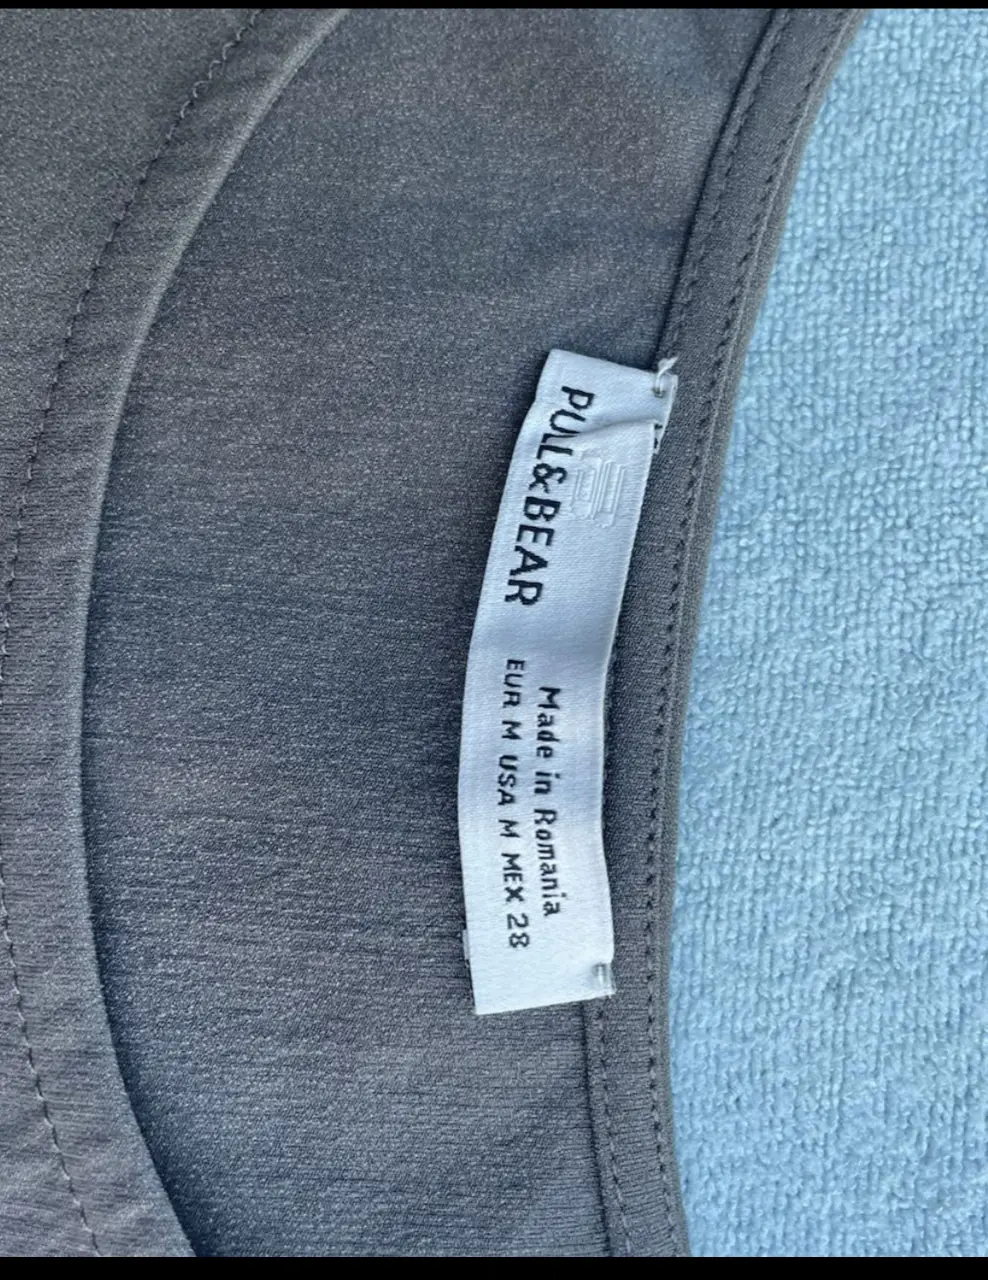 PULL&BEAR
Made in Romania
EUR M USA M MEX 28